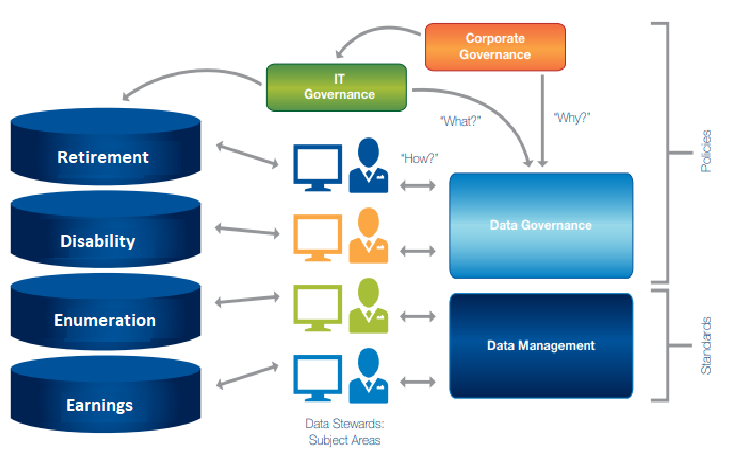 Corporate
Governance
IT
Governance
"What?"
"Why?"
Policies
Retirement
"How?"
Disability
Data Governance
Enumeration
Data Management
Standards
Earnings
Data Stewards:
Subject Areas